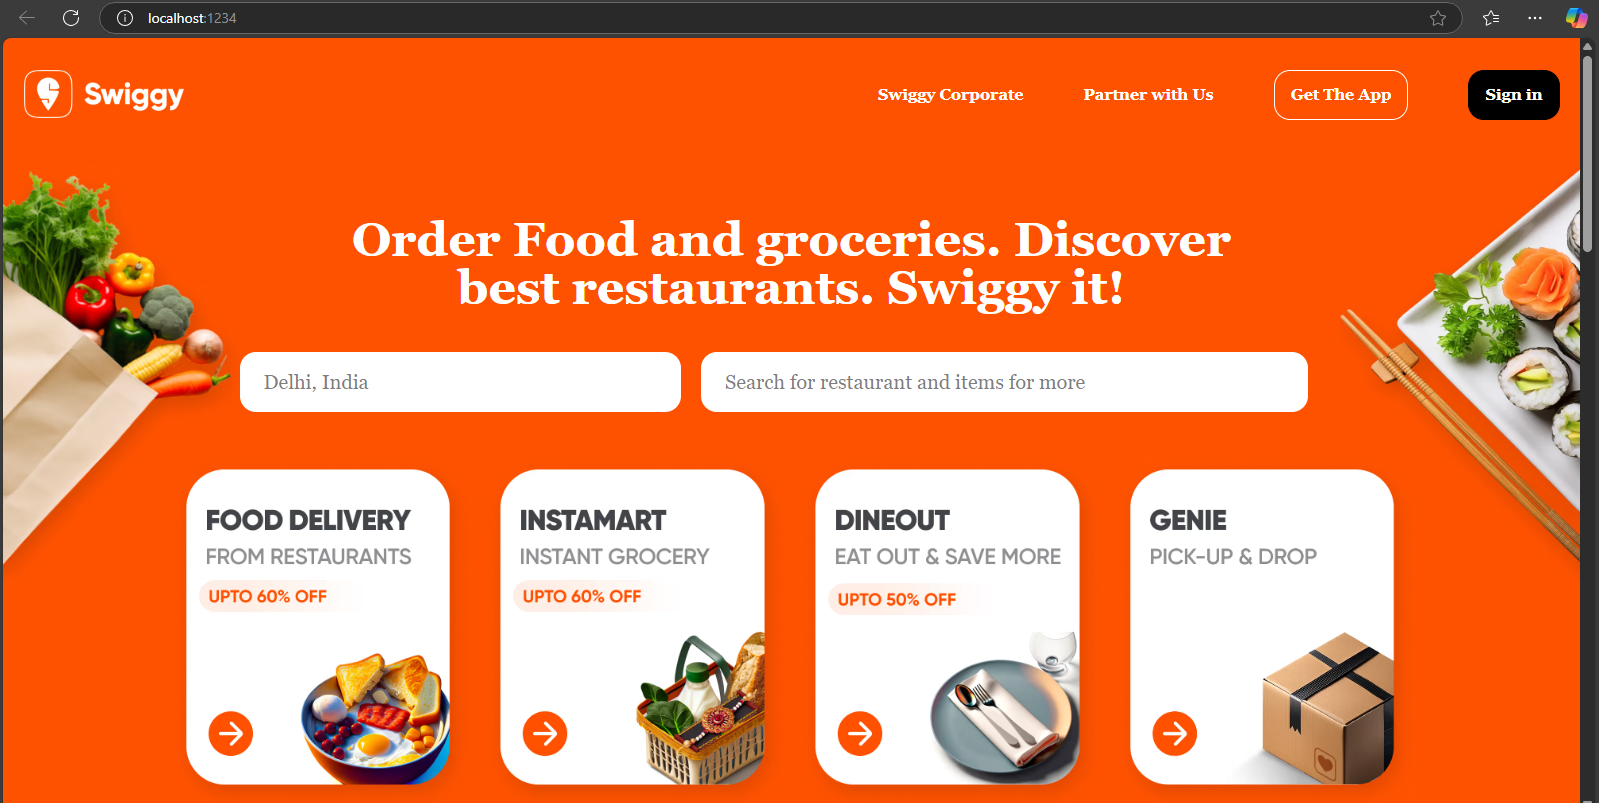 localhost:1234
Swiggy
Swiggy Corporate
Partner with Us
Get The App
Sign in
Order Food and groceries. Discover
best restaurants. Swiggy it!
Delhi, India
Search for restaurant and items for more
FOOD DELIVERY
FROM RESTAURANTS
UPTO 60% OFF
INSTAMART
INSTANT GROCERY
UPTO 60% OFF
DINEOUT
EAT OUT & SAVE MORE
UPTO 50% OFF
GENIE
PICK-UP & DROP